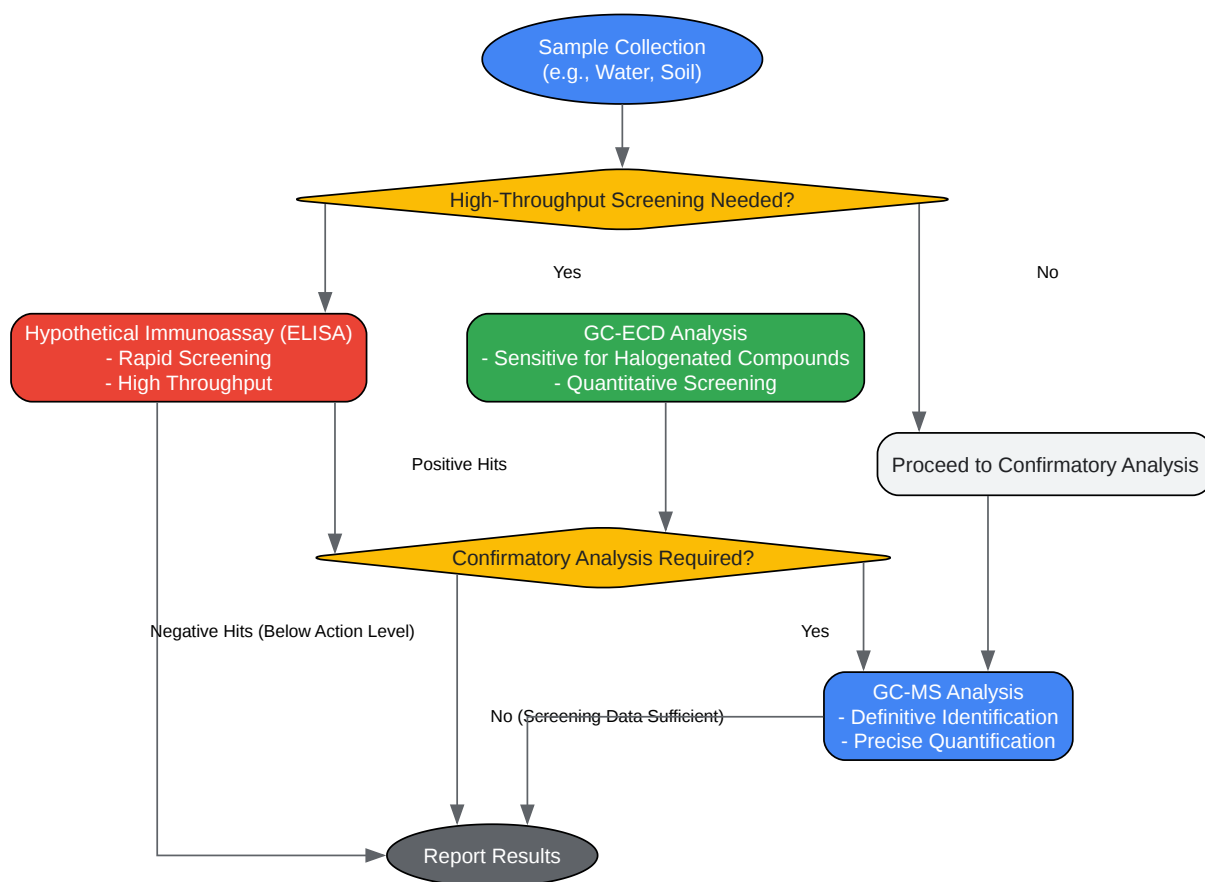 Sample Collection
(e.g., Water, Soil)
High-Throughput Screening Needed?
Yes
No
Hypothetical Immunoassay (ELISA)
- Rapid Screening
- High Throughput
GC-ECD Analysis
- Sensitive for Halogenated Compounds
- Quantitative Screening
Positive Hits
Proceed to Confirmatory Analysis
Confirmatory Analysis Required?
Negative Hits (Below Action Level)
Yes
GC-MS Analysis
- Definitive Identification
- Precise Quantification
No (Screening Data Sufficient)
Report Results